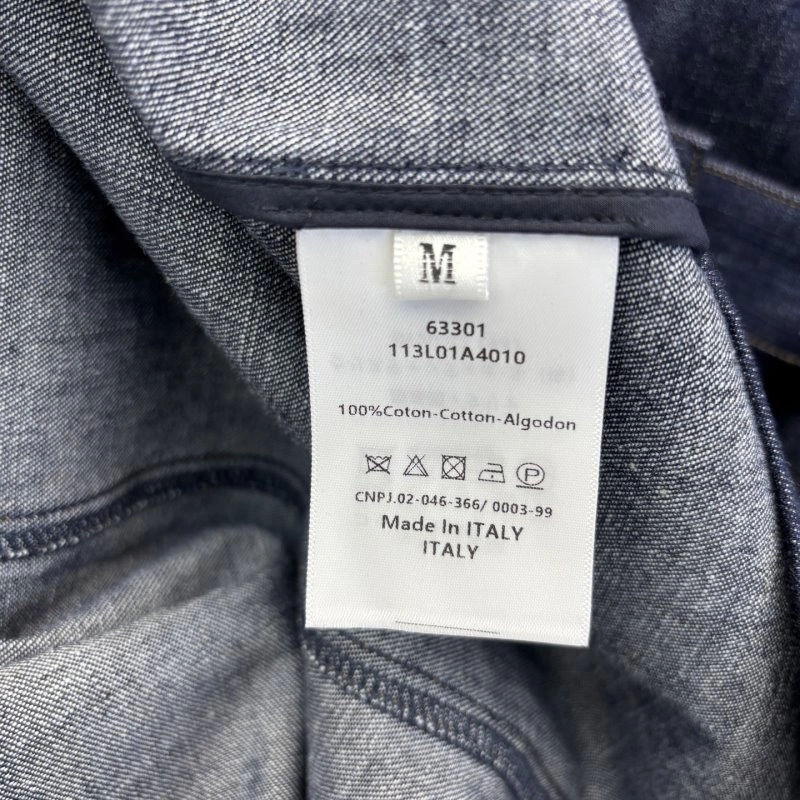 M
63301
113L01A4010
100%Coton-Cotton-Algodon
P
CNPJ.02-046-366/ 0003-99
Made In ITALY
ITALY